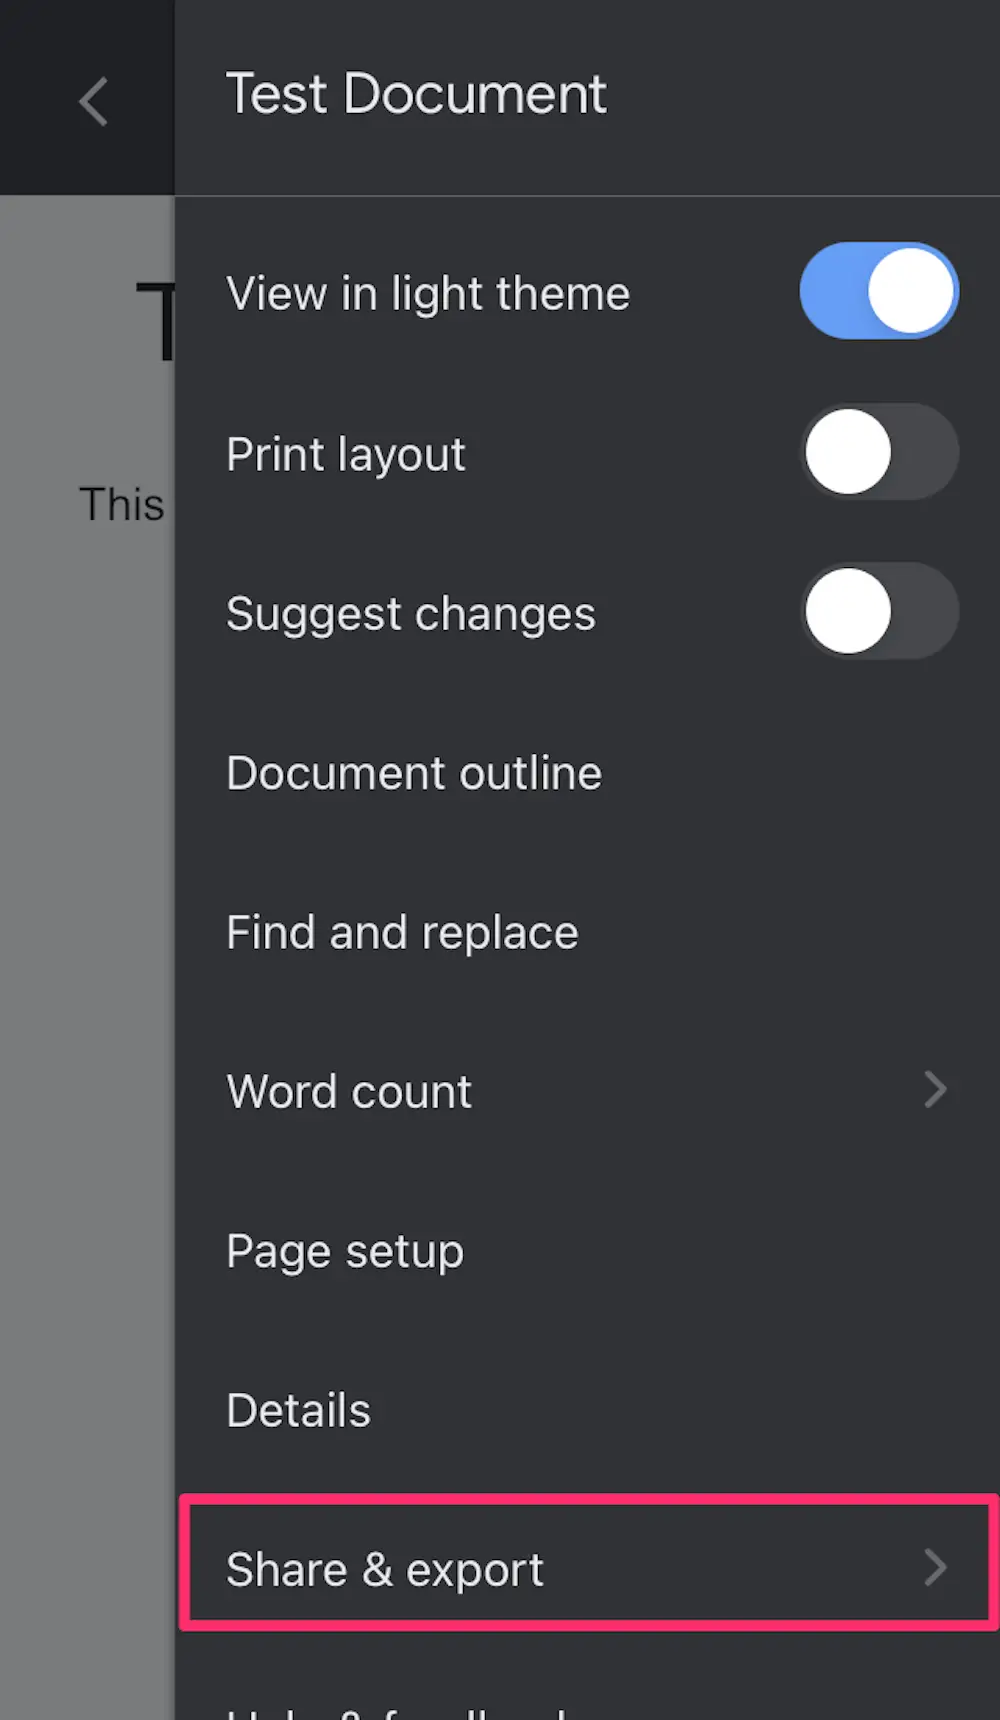 Test Document
View in light theme
Print layout
This
Suggest changes
Document outline
Find and replace
Word count
Page setup
Details
Share & export